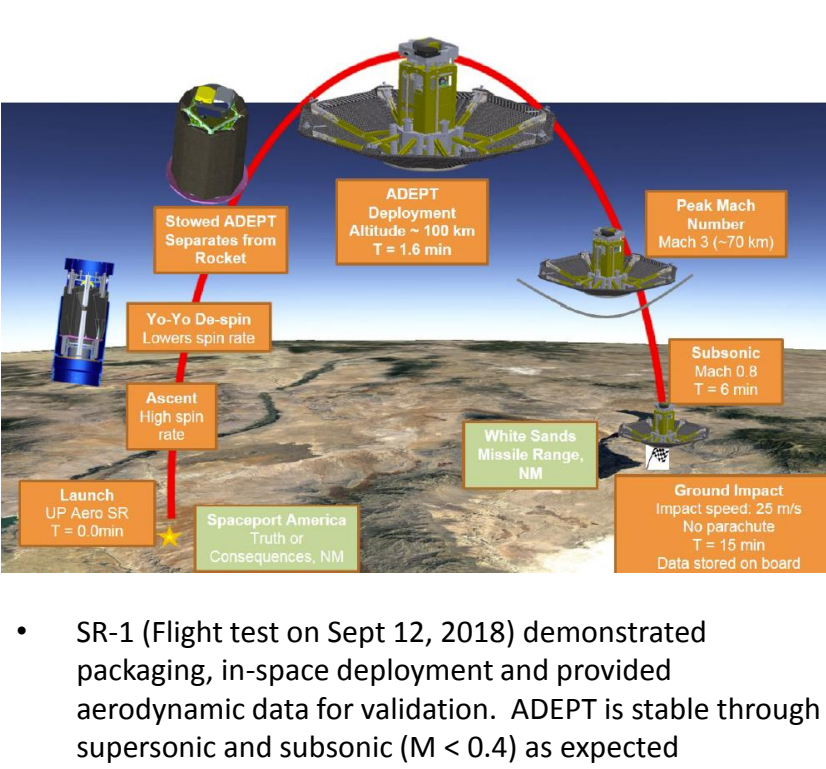 ADEPT
Deployment
Altitude ~ 100 km
T = 1.6 min
Stowed ADEPT
Separates from
Rocket
Peak Mach
Number
Mach 3 (~70 km)
Yo-Yo De-spin
Lowers spin rate
Subsonic
Mach 0.8
T = 6 min
Ascent
High spin
rate
White Sands
Missile Range,
NM
Launch
UP Aero SR
T = 0.0min
Spaceport America
Truth or
Consequences, NM
Ground Impact
Impact speed: 25 m/s
No parachute
T = 15 min
Data stored on board
• SR-1 (Flight test on Sept 12, 2018) demonstrated
packaging, in-space deployment and provided
aerodynamic data for validation.  ADEPT is stable through
supersonic and subsonic (M < 0.4) as expected